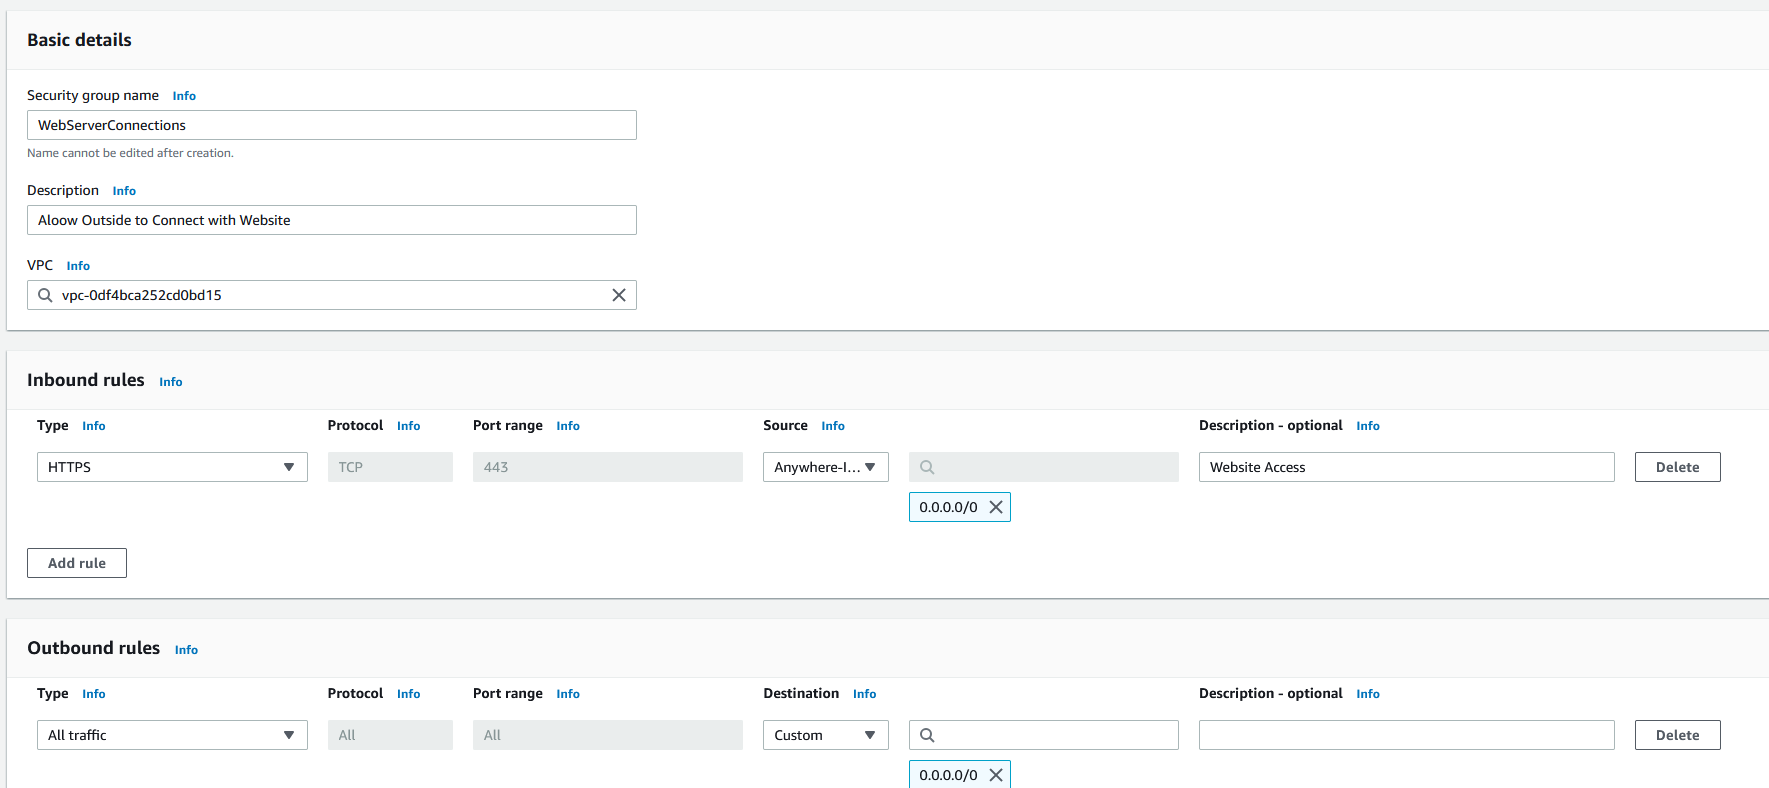 Basic details
Security group name Info
WebServerConnections
Name cannot be edited after creation.
Description Info
Aloow Outside to Connect with Website
VPC Info
vpc-0df4bca252cd0bd15
Inbound rules Info
Type Info Protocol Info Port range Info Source Info Description - optional Info
HTTPS TCP 443 Anywhere-I... Website Access Delete
0.0.0.0/0
Add rule
Outbound rules Info
Type Info Protocol Info Port range Info Destination Info Description - optional Info
All traffic All All Custom Delete
0.0.0.0/0